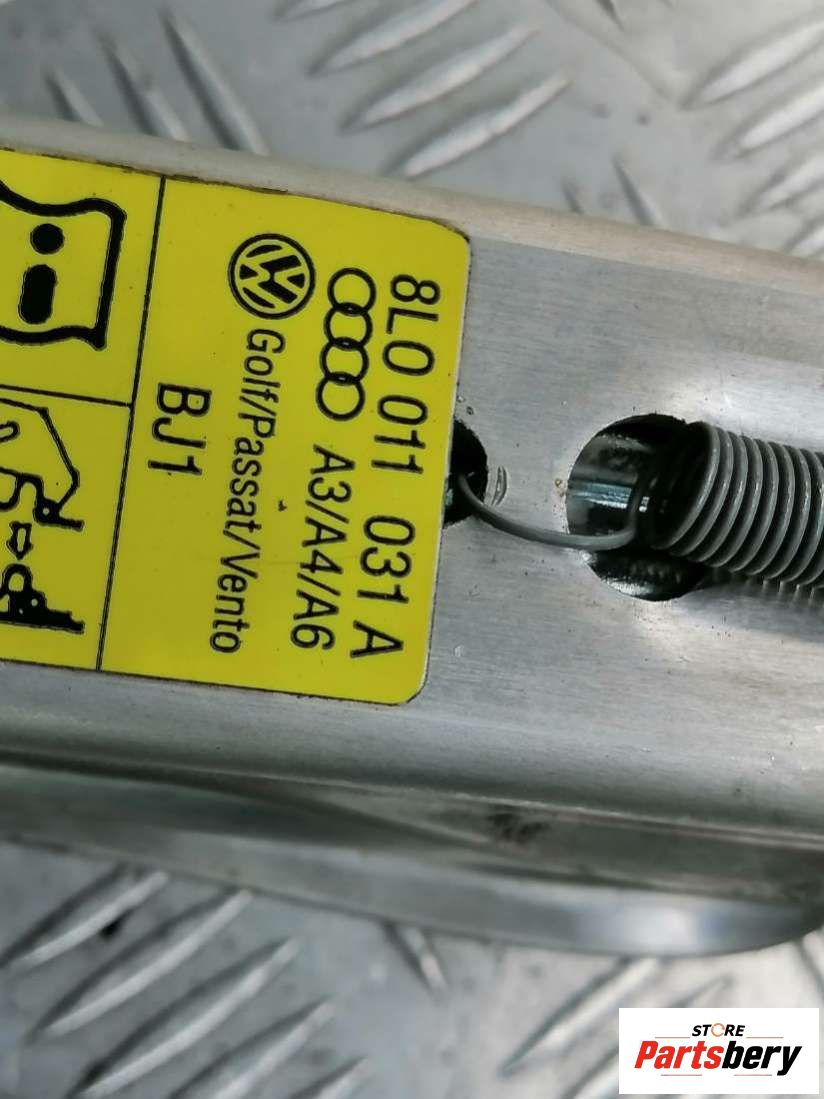 8L0 011 031 A
A3/A4/A6
Golf/Passat/Vento
BJ1
STORE
Partsbery